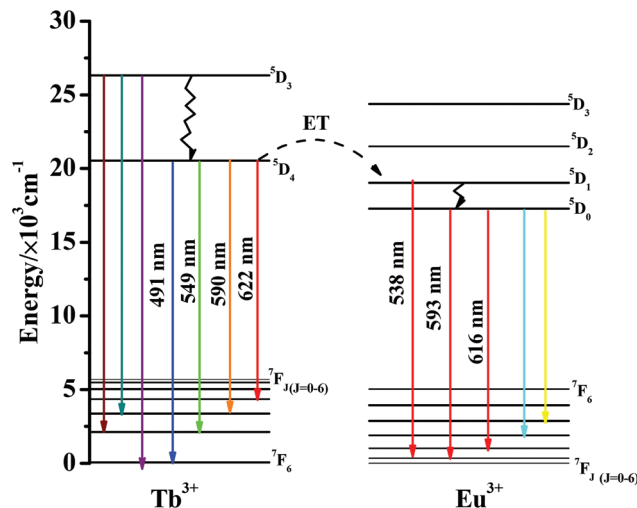 30
25
20
15
10
5
0
Energy/×10³cm⁻¹
⁵D₃
⁵D₄
491 nm
549 nm
590 nm
622 nm
⁷F_J (J=0-6)
⁷F₆
Tb³⁺
ET
⁵D₃
⁵D₂
⁵D₁
⁵D₀
538 nm
593 nm
616 nm
⁷F₆
⁷F_J (J=0-6)
Eu³⁺